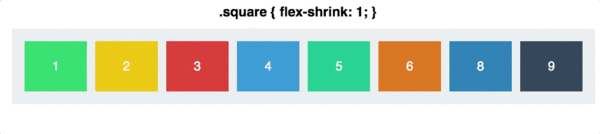 .square { flex-shrink: 1; }
1 2 3 4 5 6 8 9